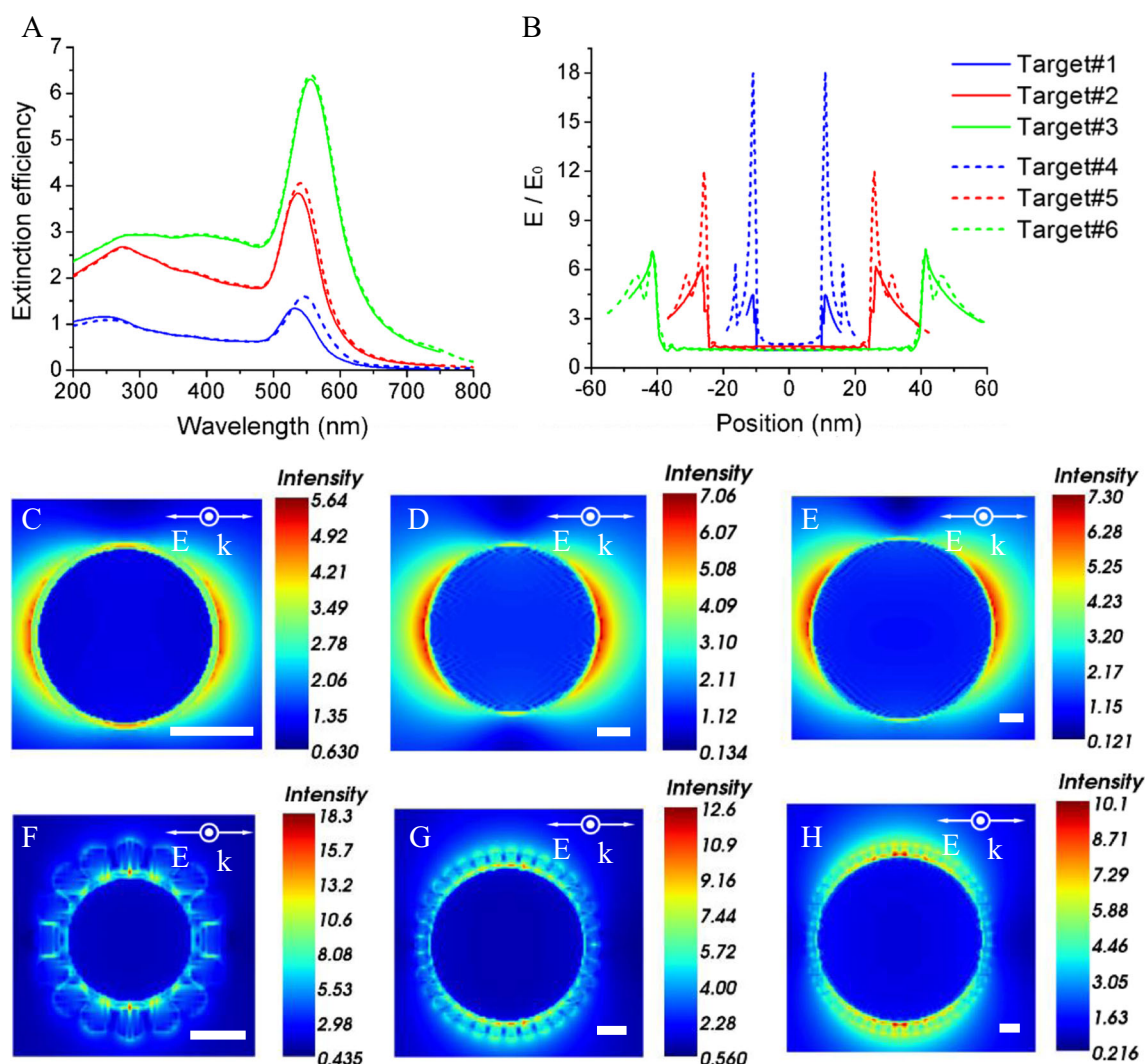 A
Extinction efficiency
7
6
5
4
3
2
1
0
200 300 400 500 600 700 800
Wavelength (nm)
B
E / E₀
18
15
12
9
6
3
0
-60 -40 -20 0 20 40 60
Position (nm)
Target#1
Target#2
Target#3
Target#4
Target#5
Target#6
C
E k
Intensity
5.64
4.92
4.21
3.49
2.78
2.06
1.35
0.630
D
E k
Intensity
7.06
6.07
5.08
4.09
3.10
2.11
1.12
0.134
E
E k
Intensity
7.30
6.28
5.25
4.23
3.20
2.17
1.15
0.121
F
E k
Intensity
18.3
15.7
13.2
10.6
8.08
5.53
2.98
0.435
G
E k
Intensity
12.6
10.9
9.16
7.44
5.72
4.00
2.28
0.560
H
E k
Intensity
10.1
8.71
7.29
5.88
4.46
3.05
1.63
0.216